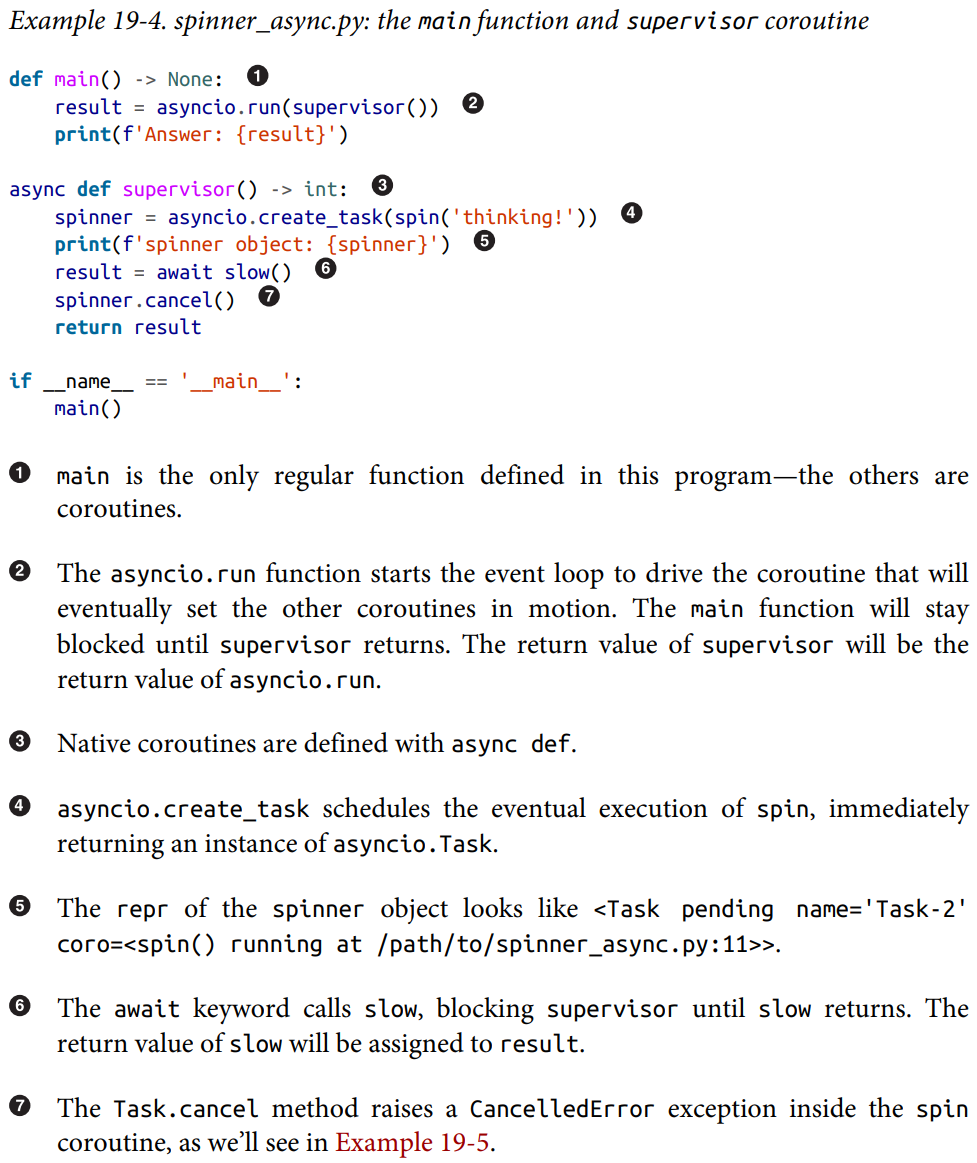 Example 19-4. spinner_async.py: the main function and supervisor coroutine
def main() -> None: ❶
    result = asyncio.run(supervisor()) ❷
    print(f'Answer: {result}')
async def supervisor() -> int: ❸
    spinner = asyncio.create_task(spin('thinking!')) ❹
    print(f'spinner object: {spinner}') ❺
    result = await slow() ❻
    spinner.cancel() ❼
    return result
if __name__ == '__main__':
    main()
❶ main is the only regular function defined in this program—the others are
coroutines.
❷ The asyncio.run function starts the event loop to drive the coroutine that will
eventually set the other coroutines in motion. The main function will stay
blocked until supervisor returns. The return value of supervisor will be the
return value of asyncio.run.
❸ Native coroutines are defined with async def.
❹ asyncio.create_task schedules the eventual execution of spin, immediately
returning an instance of asyncio.Task.
❺ The repr of the spinner object looks like <Task pending name='Task-2'
coro=<spin() running at /path/to/spinner_async.py:11>>.
❻ The await keyword calls slow, blocking supervisor until slow returns. The
return value of slow will be assigned to result.
❼ The Task.cancel method raises a CancelledError exception inside the spin
coroutine, as we’ll see in Example 19-5.